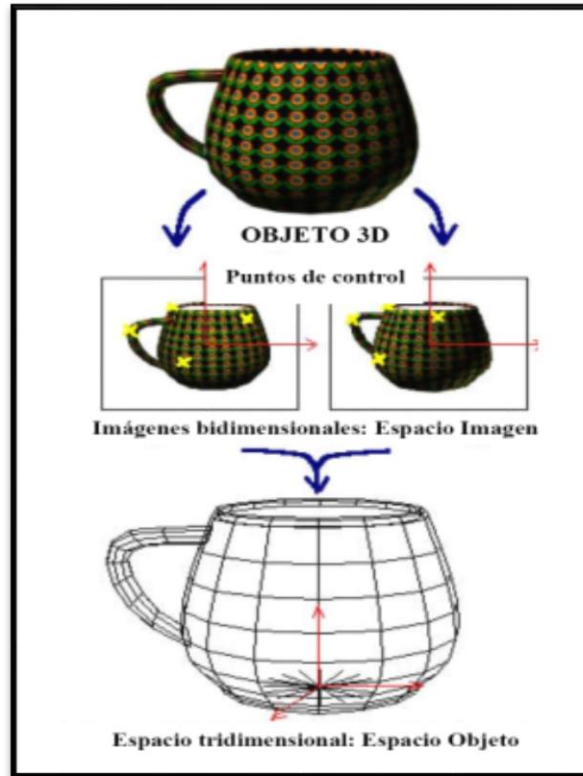 OBJETO 3D
Puntos de control
Imágenes bidimensionales: Espacio Imagen
Espacio tridimensional: Espacio Objeto